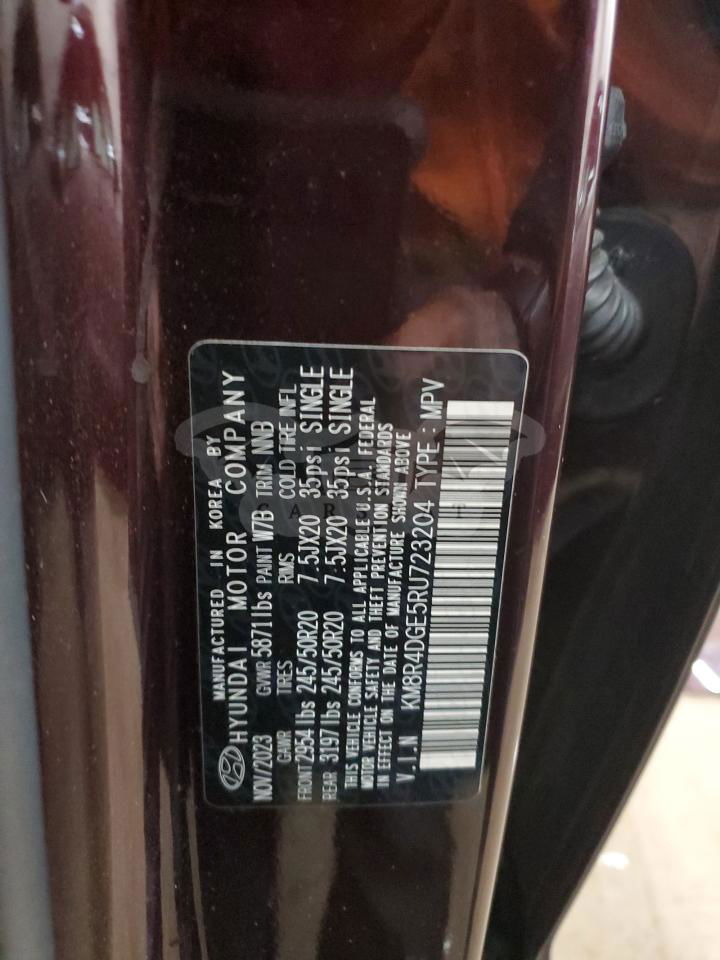 MANUFACTURED IN KOREA BY
HYUNDAI MOTOR COMPANY
NOV/2023 GVWR 5871 lbs PAINT W7B TRIM NNB
GAWR TIRES RIMS COLD TIRE INFL
FRONT 2954 lbs 245/50R20 7.5JX20 35psi SINGLE
REAR 3197 lbs 245/50R20 7.5JX20 35psi SINGLE
THIS VEHICLE CONFORMS TO ALL APPLICABLE U.S.A. FEDERAL
MOTOR VEHICLE SAFETY AND THEFT PREVENTION STANDARDS
IN EFFECT ON THE DATE OF MANUFACTURE SHOWN ABOVE
V.I.N KM8R4DGE5RU723204 TYPE : MPV